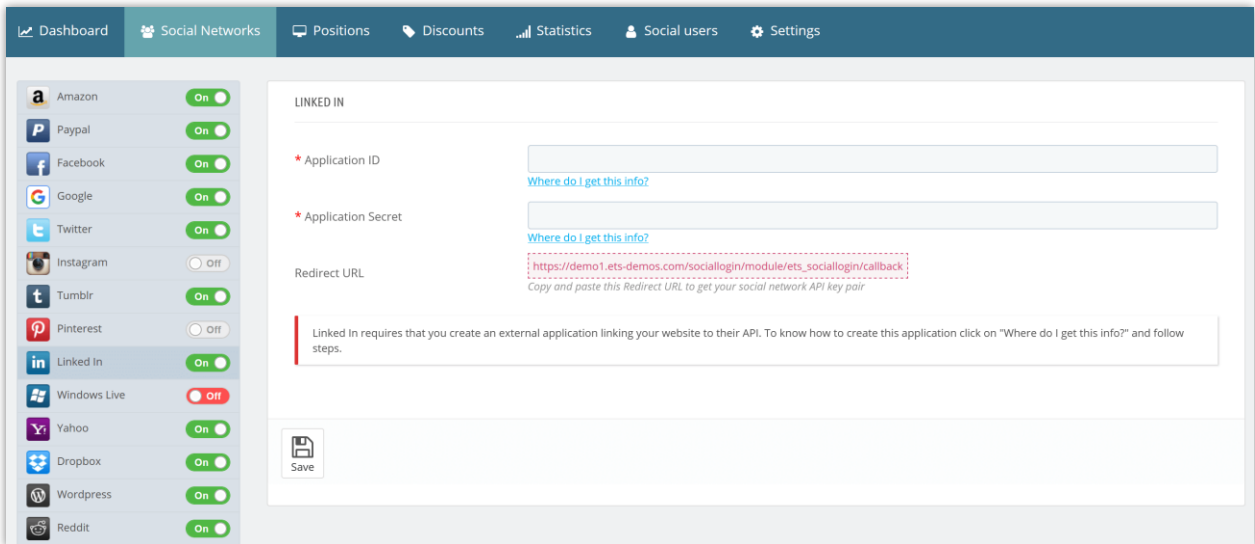 Dashboard
Social Networks
Positions
Discounts
Statistics
Social users
Settings
Amazon On
Paypal On
Facebook On
Google On
Twitter On
Instagram Off
Tumblr On
Pinterest Off
Linked In On
Windows Live Off
Yahoo On
Dropbox On
Wordpress On
Reddit On
LINKED IN
* Application ID
Where do I get this info?
* Application Secret
Where do I get this info?
Redirect URL
https://demo1.ets-demos.com/sociallogin/module/ets_sociallogin/callback
Copy and paste this Redirect URL to get your social network API key pair
Linked In requires that you create an external application linking your website to their API. To know how to create this application click on "Where do I get this info?" and follow
steps.
Save